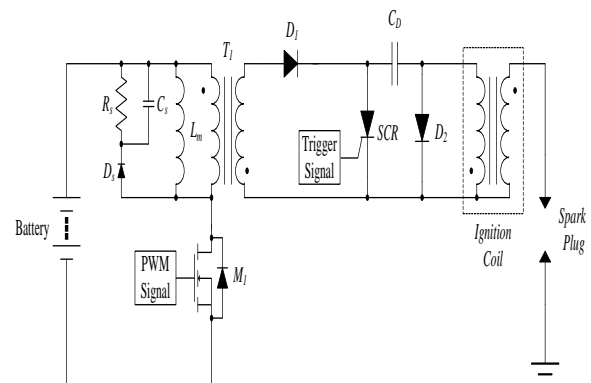 D1
CD
T1
Rs
Cs
Lm
Ds
SCR
D2
Trigger
Signal
Battery
Ignition
Coil
Spark
Plug
PWM
Signal
M1